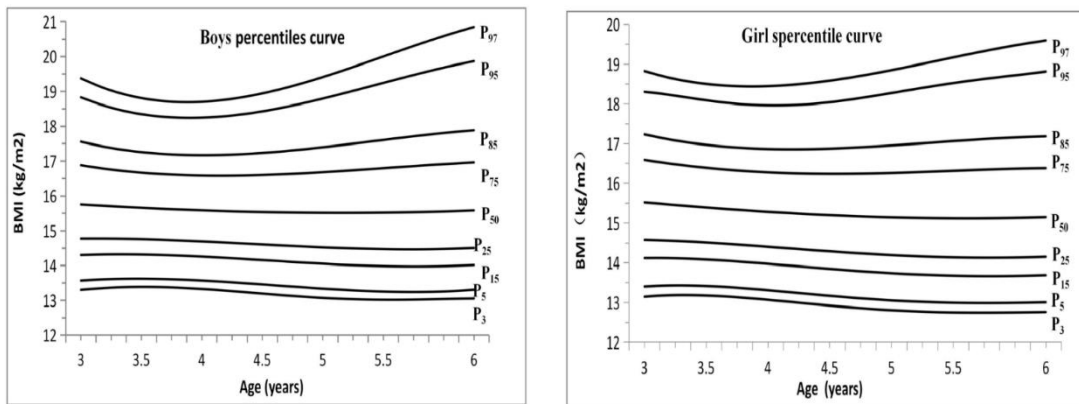 Boys percentiles curve
BMI (kg/m2)
21
20
19
18
17
16
15
14
13
12
P97
P95
P85
P75
P50
P25
P15
P5
P3
3 3.5 4 4.5 5 5.5 6
Age (years)
Girl spercentile curve
BMI （kg/m2）
20
19
18
17
16
15
14
13
12
P97
P95
P85
P75
P50
P25
P15
P5
P3
3 3.5 4 4.5 5 5.5 6
Age (years)